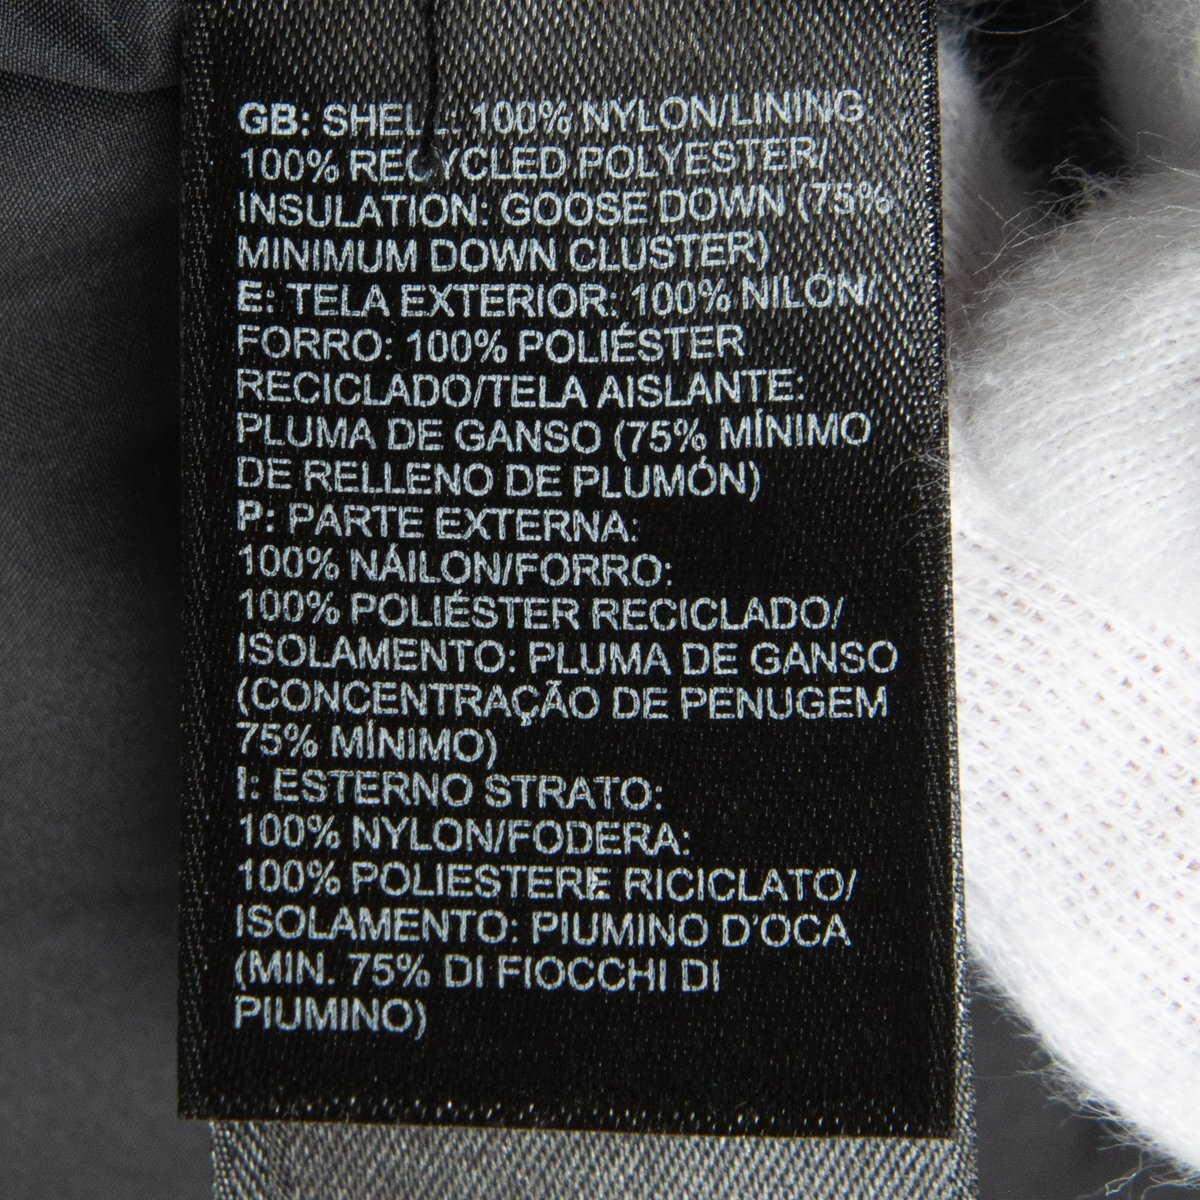 GB: SHELL: 100% NYLON/LINING
100% RECYCLED POLYESTER/
INSULATION: GOOSE DOWN (75%
MINIMUM DOWN CLUSTER)
E: TELA EXTERIOR: 100% NILÓN/
FORRO: 100% POLIÉSTER
RECICLADO/TELA AISLANTE:
PLUMA DE GANSO (75% MÍNIMO
DE RELLENO DE PLUMÓN)
P: PARTE EXTERNA:
100% NÁILON/FORRO:
100% POLIÉSTER RECICLADO/
ISOLAMENTO: PLUMA DE GANSO
(CONCENTRAÇÃO DE PENUGEM
75% MÍNIMO)
I: ESTERNO STRATO:
100% NYLON/FODERA:
100% POLIESTERE RICICLATO/
ISOLAMENTO: PIUMINO D'OCA
(MIN. 75% DI FIOCCHI DI
PIUMINO)